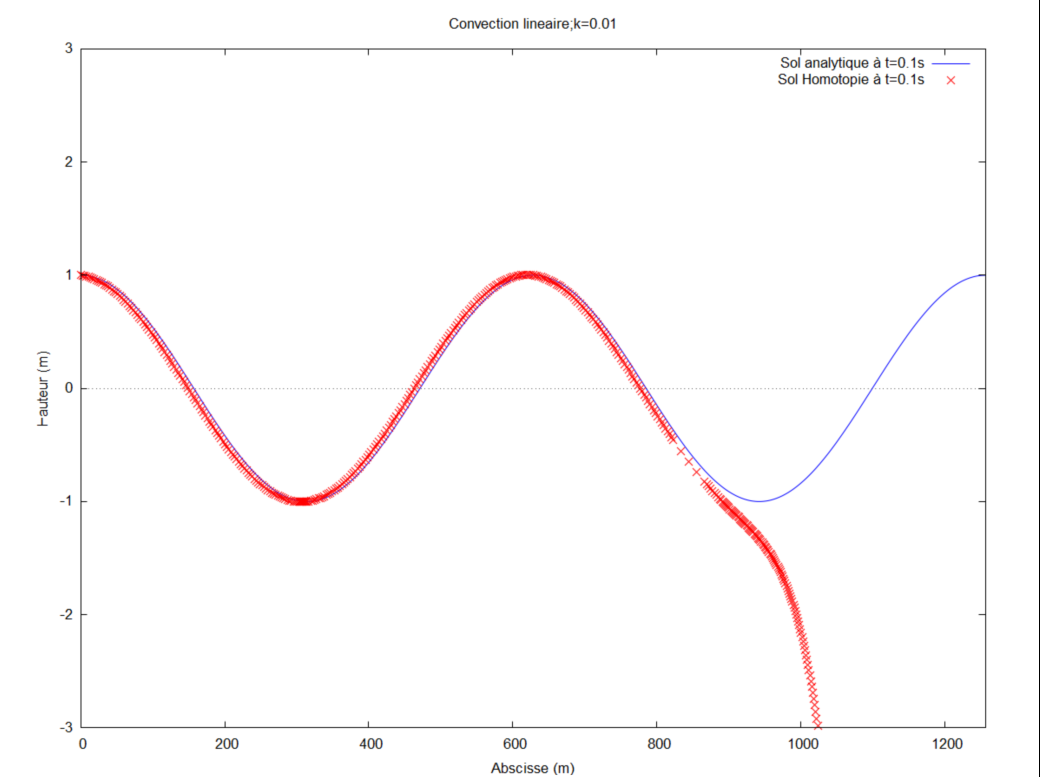 Convection lineaire;k=0.01
3
Sol analytique à t=0.1s
Sol Homotopie à t=0.1s
2
1
0
-1
-2
-3
Hauteur (m)
0 200 400 600 800 1000 1200
Abscisse (m)